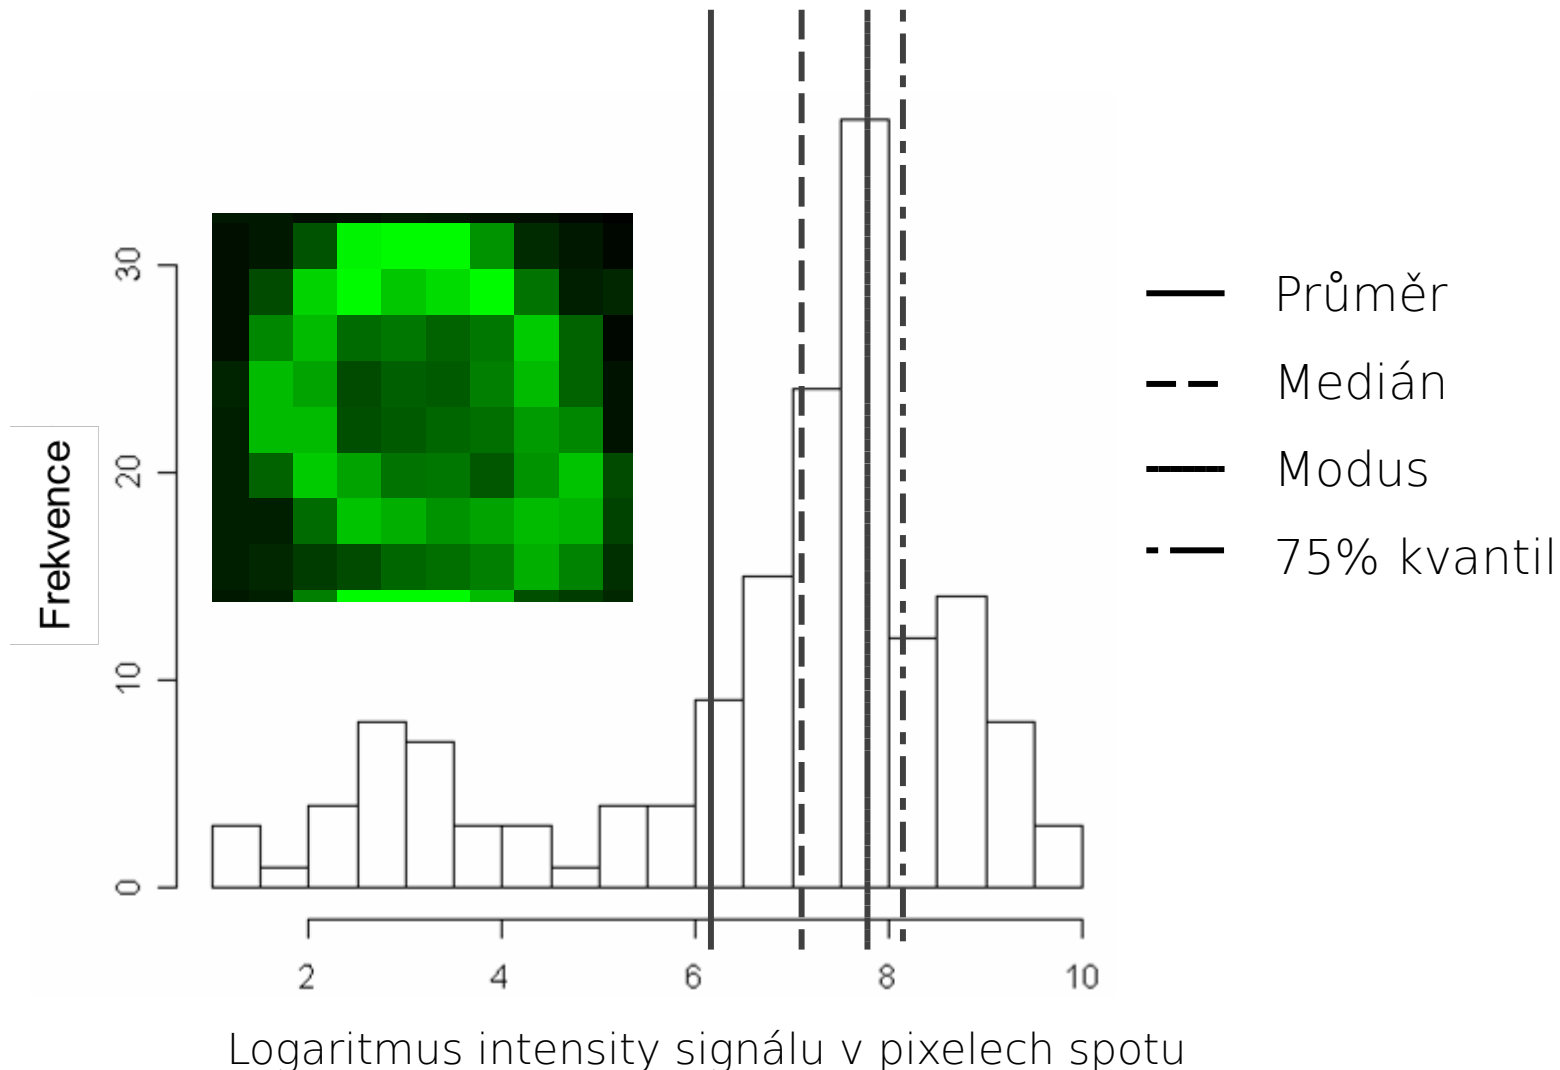 30
20
10
0
Frekvence
2 4 6 8 10
Logaritmus intensity signálu v pixelech spotu
Průměr
Medián
Modus
75% kvantil